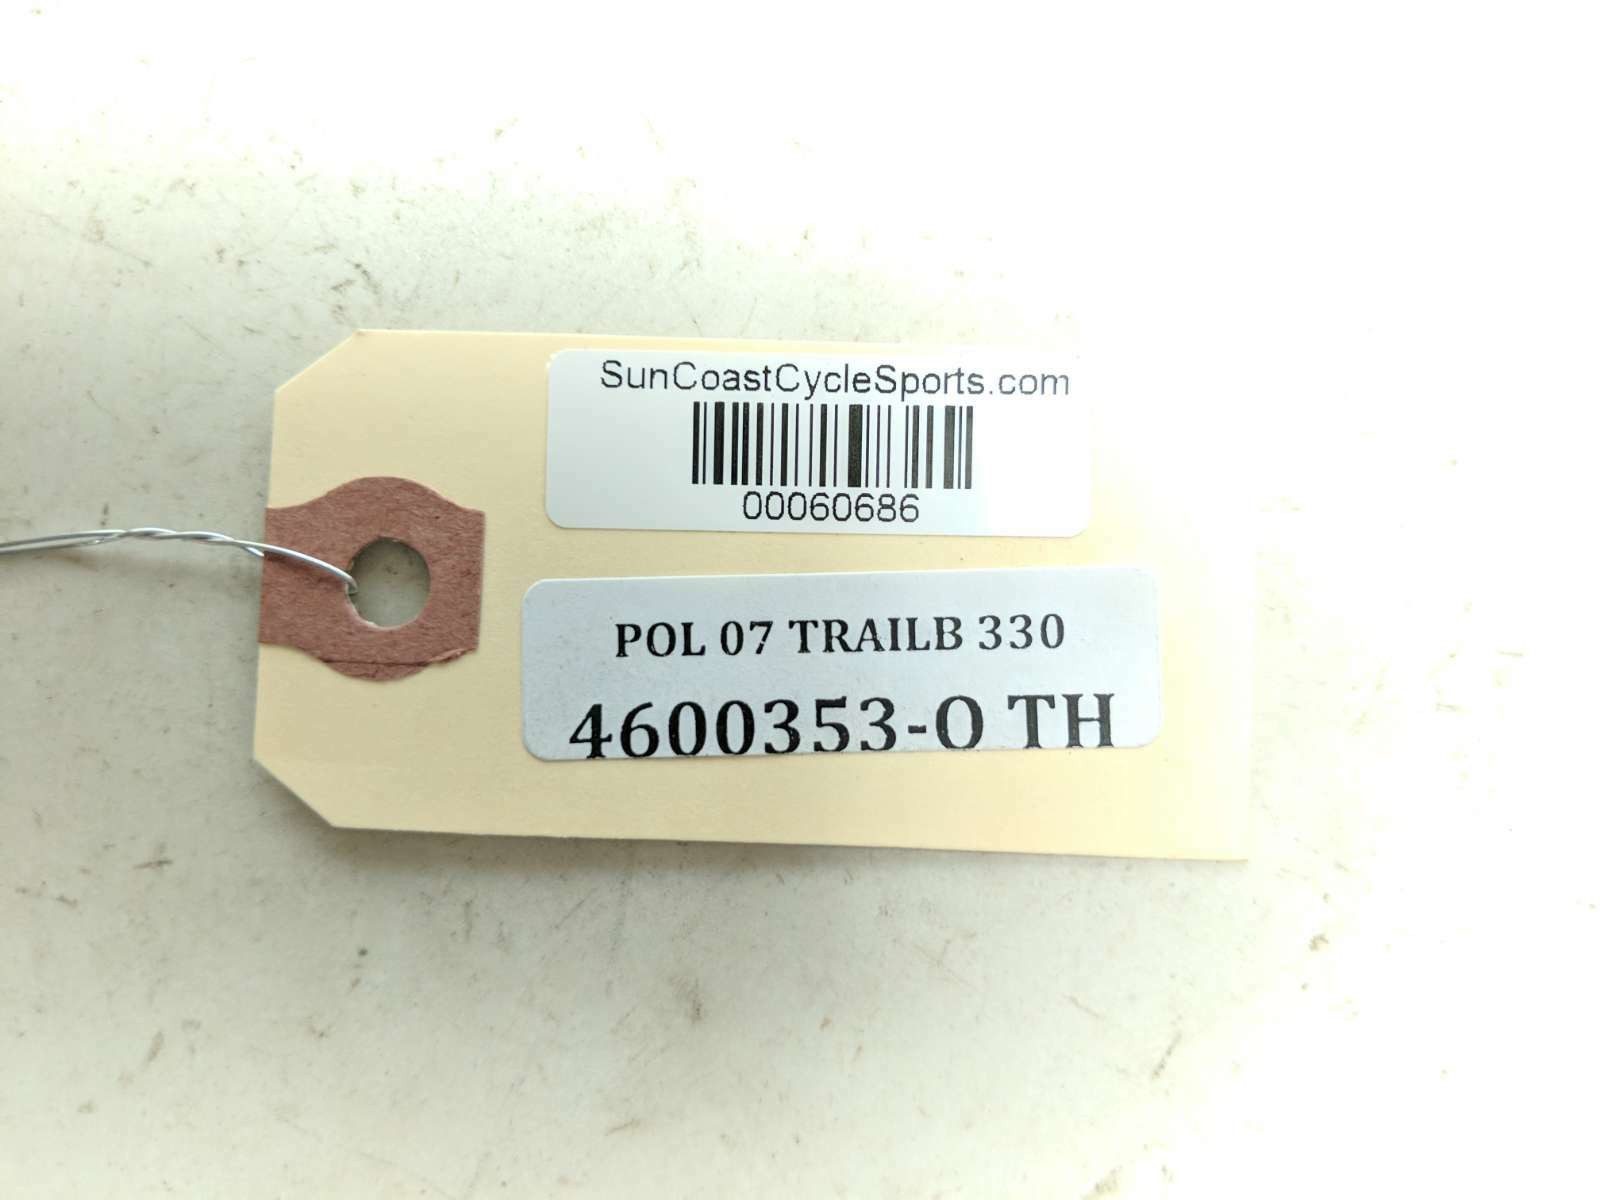 SunCoastCycleSports.com
00060686
POL 07 TRAILB 330
4600353-O TH